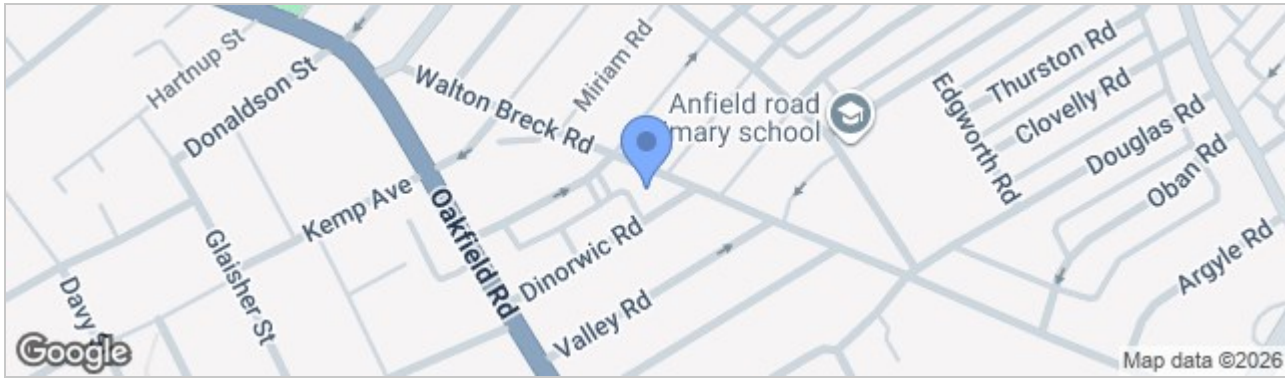 Hartnup St
Donaldson St
Walton Breck Rd
Miriam Rd
Anfield road
mary school
Edgworth Rd
Thurston Rd
Clovelly Rd
Douglas Rd
Oban Rd
Argyle Rd
Kemp Ave
Oakfield Rd
Dinorwic Rd
Valley Rd
Glaisher St
Davy
Google
Map data ©2026